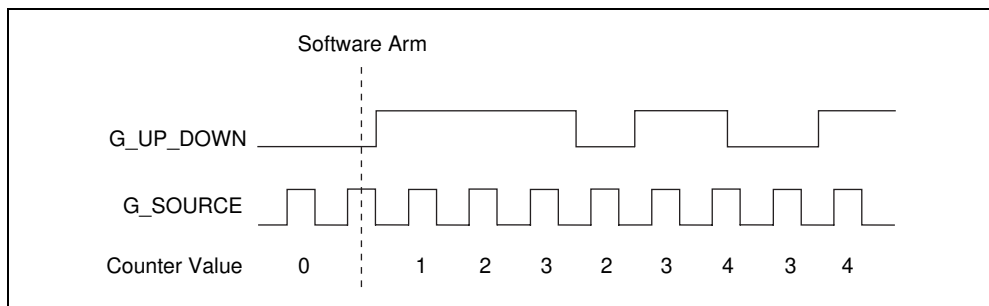 Software Arm
G_UP_DOWN
G_SOURCE
Counter Value 0 1 2 3 2 3 4 3 4